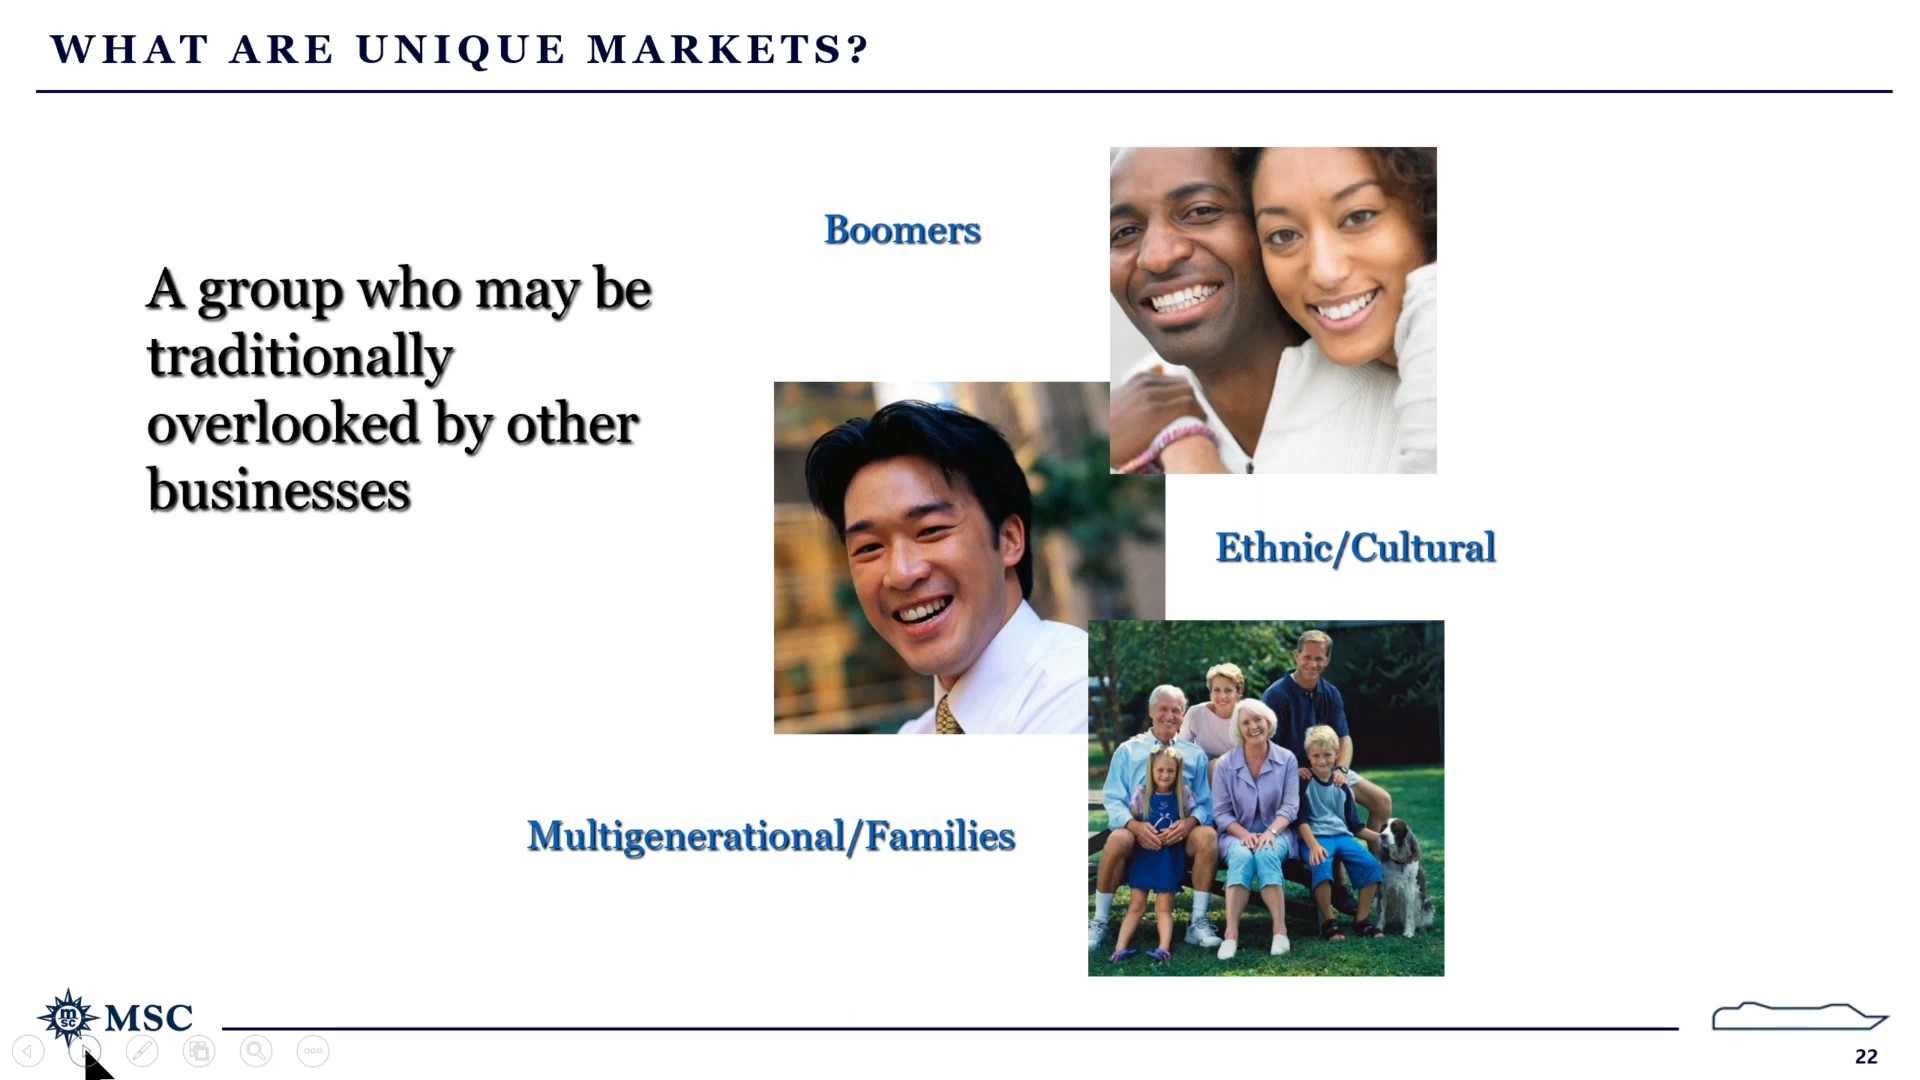 WHAT ARE UNIQUE MARKETS?
Boomers
A group who may be
traditionally
overlooked by other
businesses
Ethnic/Cultural
Multigenerational/Families
m
sc
MSC
22